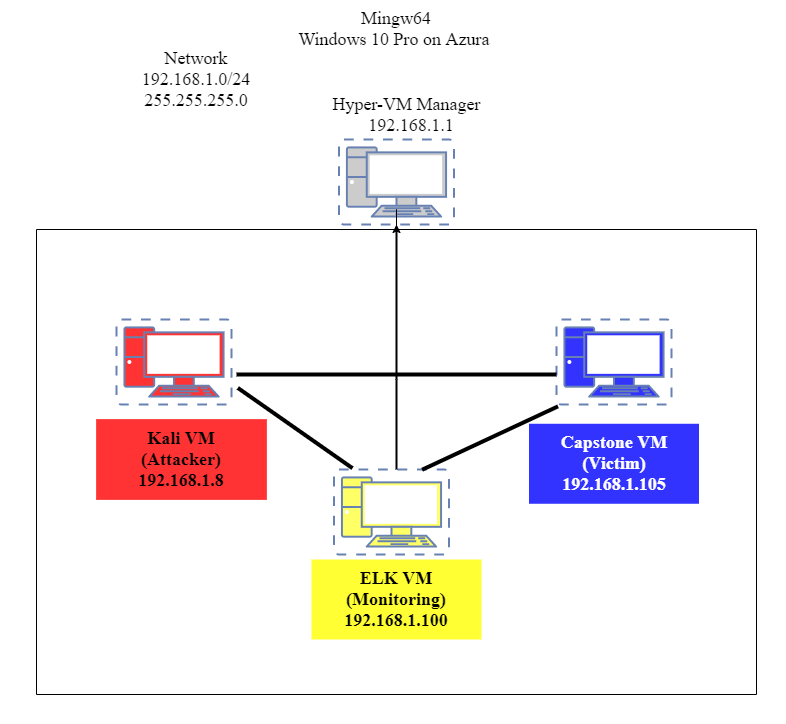 Mingw64
Windows 10 Pro on Azura
Network
192.168.1.0/24
255.255.255.0
Hyper-VM Manager
192.168.1.1
Kali VM
(Attacker)
192.168.1.8
Capstone VM
(Victim)
192.168.1.105
ELK VM
(Monitoring)
192.168.1.100